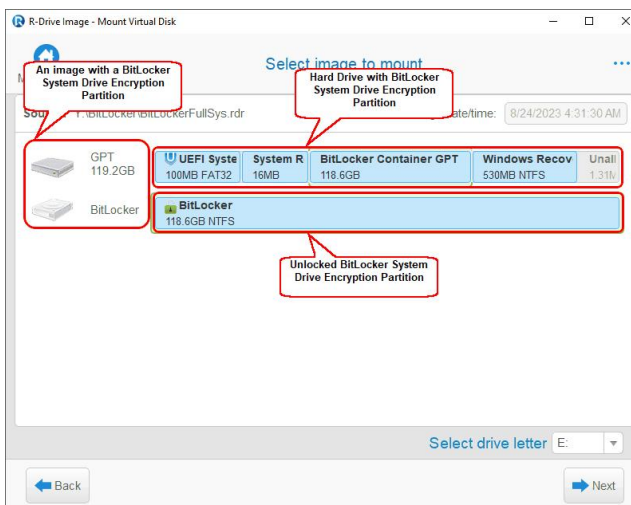 R-Drive Image - Mount Virtual Disk
Select image to mount
An image with a BitLocker
System Drive Encryption
Partition
Hard Drive with BitLocker
System Drive Encryption
Partition
Y:\BitLocker\BitLockerFullSys.rdr
8/24/2023 4:31:30 AM
GPT
119.2GB
UEFI Syste
100MB FAT32
System R
16MB
BitLocker Container GPT
118.6GB
Windows Recov
530MB NTFS
Unall
1.31M
BitLocker
BitLocker
118.6GB NTFS
Unlocked BitLocker System
Drive Encryption Partition
Select drive letter E:
Back
Next